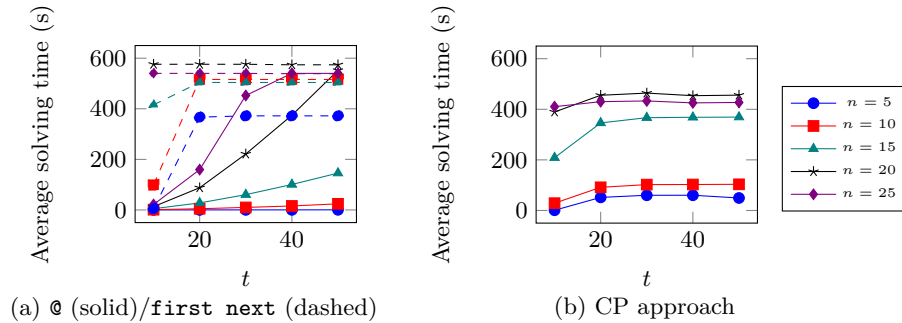 Average solving time (s)
600
400
200
0
20
40
t
(a) @ (solid)/first next (dashed)
Average solving time (s)
600
400
200
0
20
40
t
(b) CP approach
n = 5
n = 10
n = 15
n = 20
n = 25